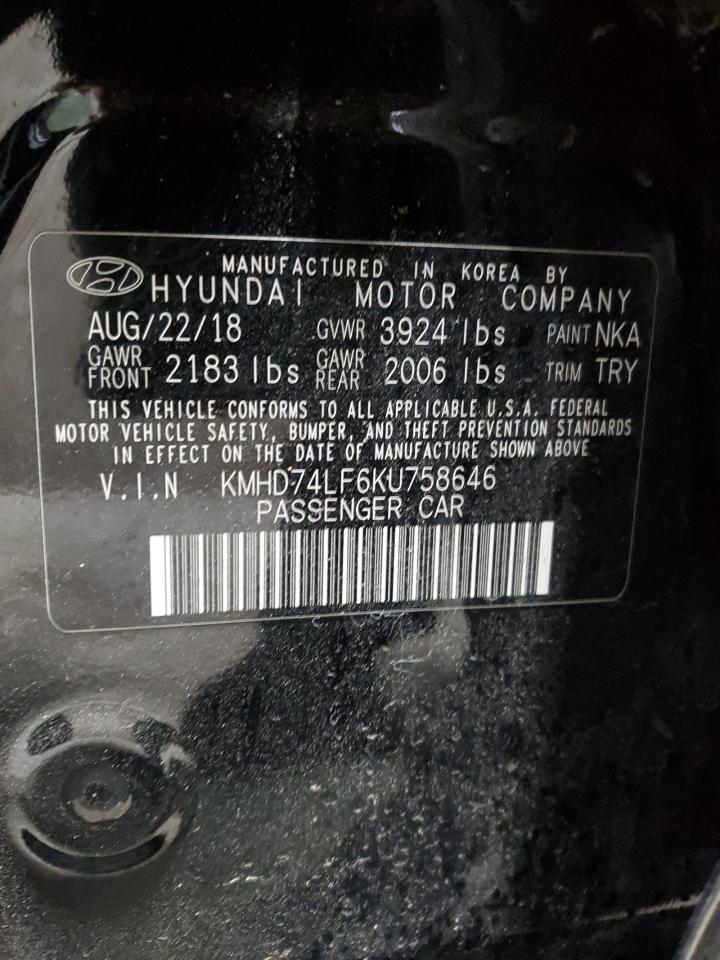 MANUFACTURED IN KOREA BY
HYUNDAI MOTOR COMPANY
AUG/22/18 GVWR 3924 lbs PAINT NKA
GAWR FRONT 2183 lbs GAWR REAR 2006 lbs TRIM TRY
THIS VEHICLE CONFORMS TO ALL APPLICABLE U.S.A. FEDERAL
MOTOR VEHICLE SAFETY, BUMPER, AND THEFT PREVENTION STANDARDS
IN EFFECT ON THE DATE OF MANUFACTURE SHOWN ABOVE
V.I.N KMHD74LF6KU758646
PASSENGER CAR